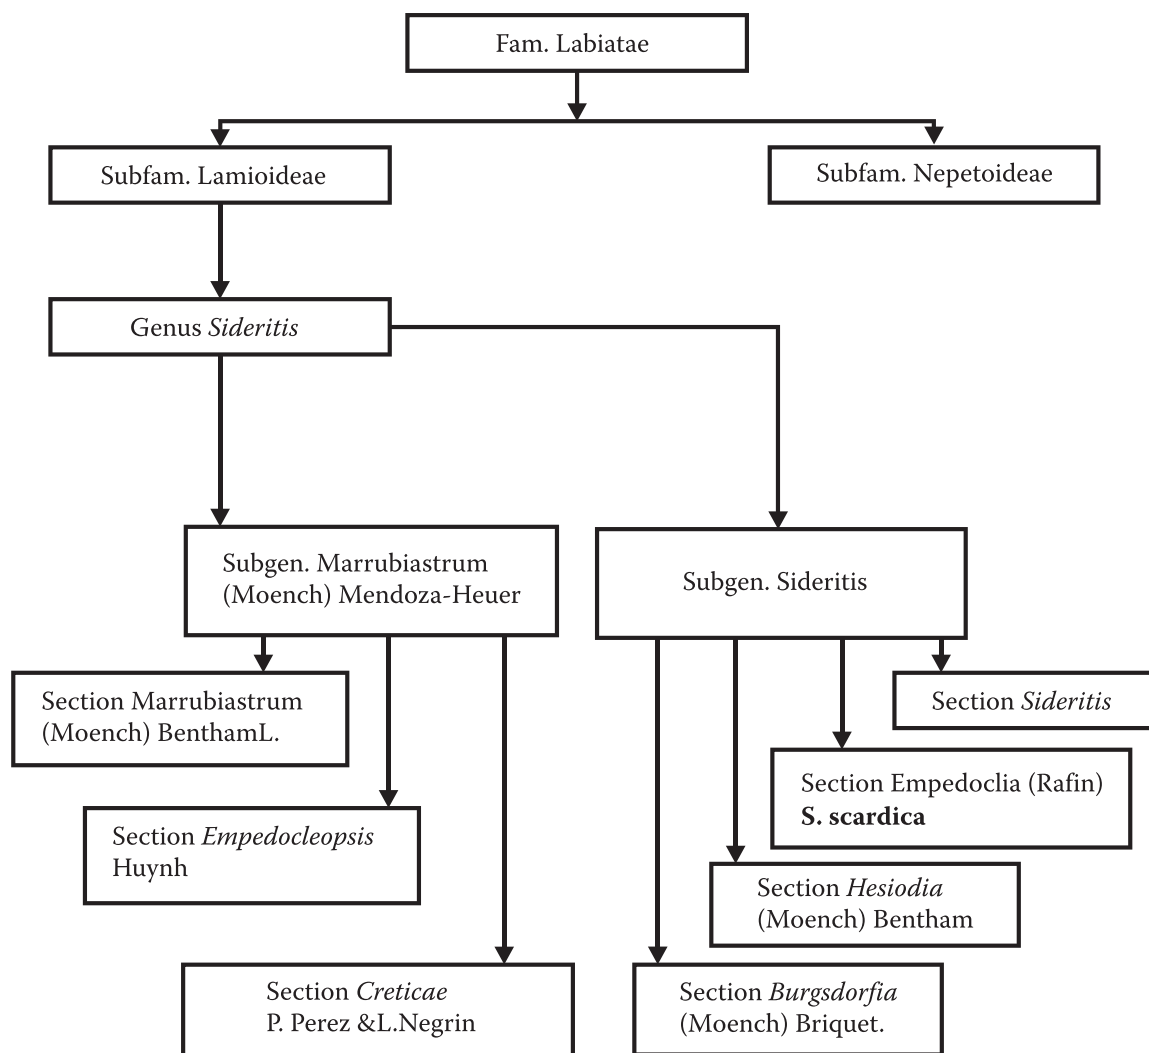 Fam. Labiatae
Subfam. Lamioideae
Subfam. Nepetoideae
Genus Sideritis
Subgen. Marrubiastrum
(Moench) Mendoza-Heuer
Subgen. Sideritis
Section Marrubiastrum
(Moench) BenthamL.
Section Sideritis
Section Empedoclia (Rafin)
S. scardica
Section Empedocleopsis
Huynh
Section Hesiodia
(Moench) Bentham
Section Creticae
P. Perez &L.Negrin
Section Burgsdorfia
(Moench) Briquet.